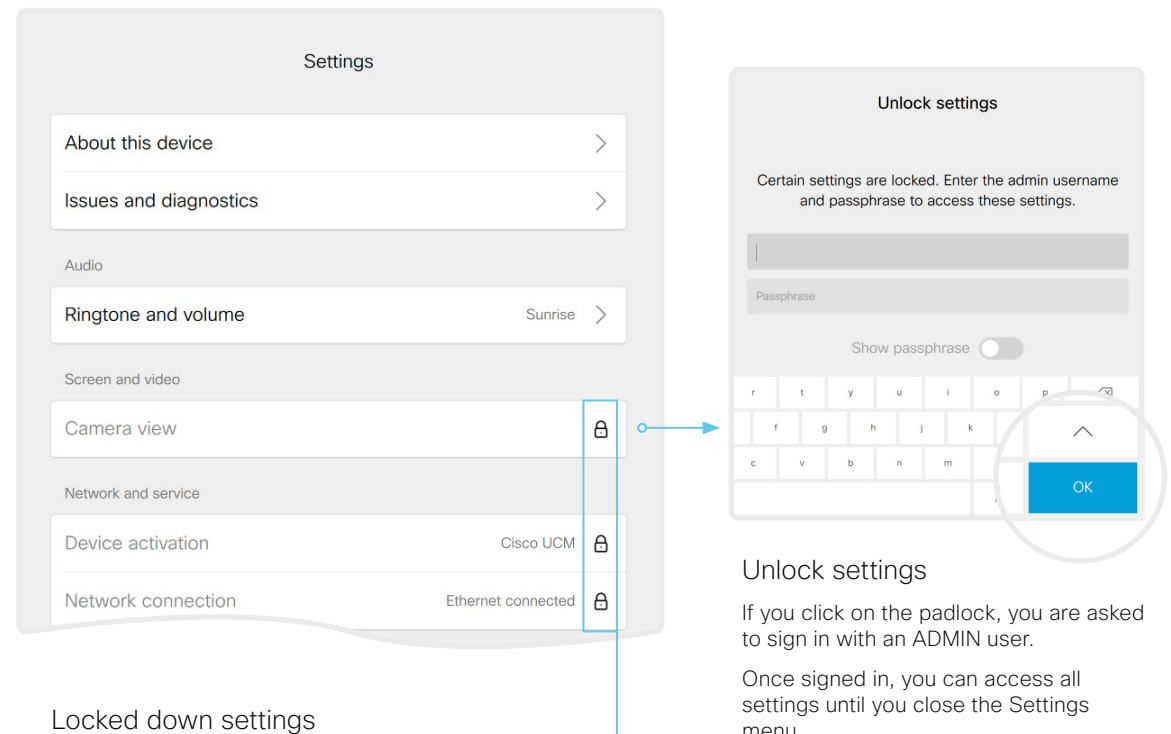 Settings
About this device
Issues and diagnostics
Audio
Ringtone and volume Sunrise
Screen and video
Camera view
Network and service
Device activation Cisco UCM
Network connection Ethernet connected
Locked down settings
Unlock settings
Certain settings are locked. Enter the admin username
and passphrase to access these settings.
Passphrase
Show passphrase
r t y u i o p
f g h j k
c v b n m
OK
Unlock settings
If you click on the padlock, you are asked
to sign in with an ADMIN user.
Once signed in, you can access all
settings until you close the Settings
menu